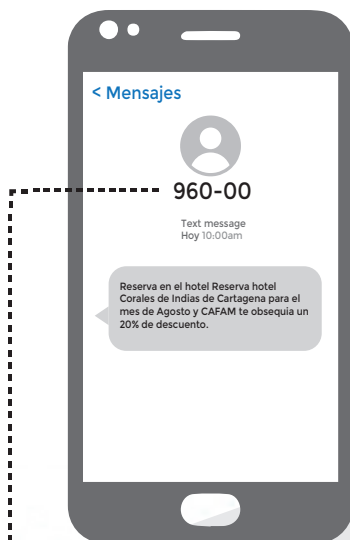 < Mensajes
960-00
Text message
Hoy 10:00am
Reserva en el hotel Reserva hotel
Corales de Indias de Cartagena para el
mes de Agosto y CAFAM te obsequia un
20% de descuento.